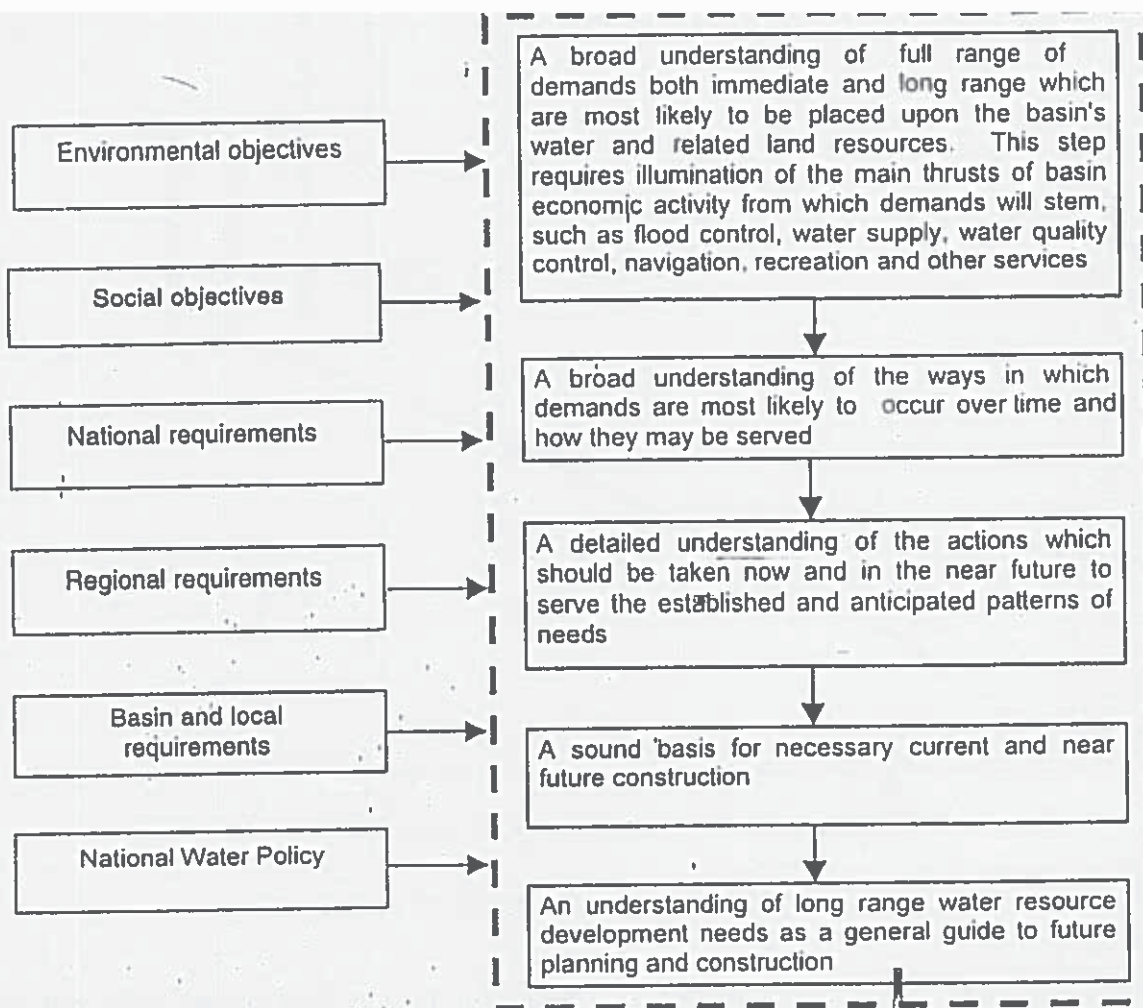 Environmental objectives
Social objectives
National requirements
Regional requirements
Basin and local
requirements
National Water Policy
A broad understanding of full range of
demands both immediate and long range which
are most likely to be placed upon the basin's
water and related land resources. This step
requires illumination of the main thrusts of basin
economic activity from which demands will stem,
such as flood control, water supply, water quality
control, navigation, recreation and other services
A broad understanding of the ways in which
demands are most likely to occur over time and
how they may be served
A detailed understanding of the actions which
should be taken now and in the near future to
serve the established and anticipated patterns of
needs
A sound basis for necessary current and near
future construction
An understanding of long range water resource
development needs as a general guide to future
planning and construction